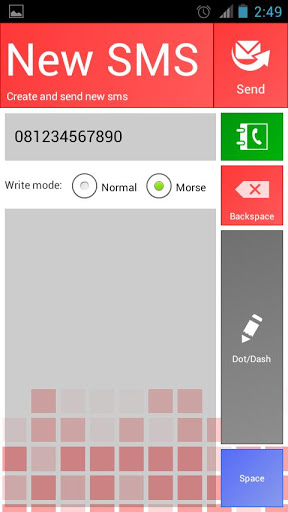 2:49
New SMS
Create and send new sms
Send
081234567890
Write mode:
Normal
Morse
Backspace
Dot/Dash
Space